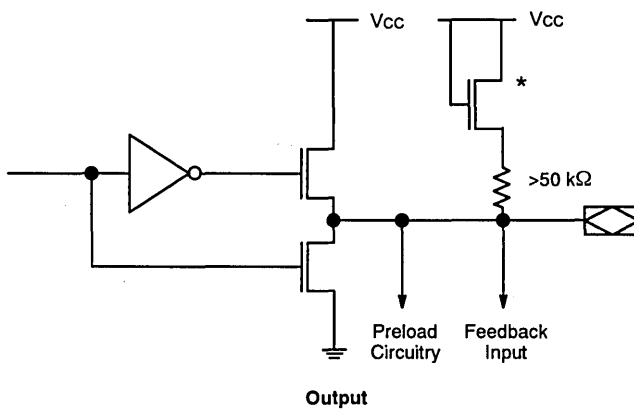 Vcc
Vcc
*
>50 kΩ
Preload
Circuitry
Feedback
Input
Output